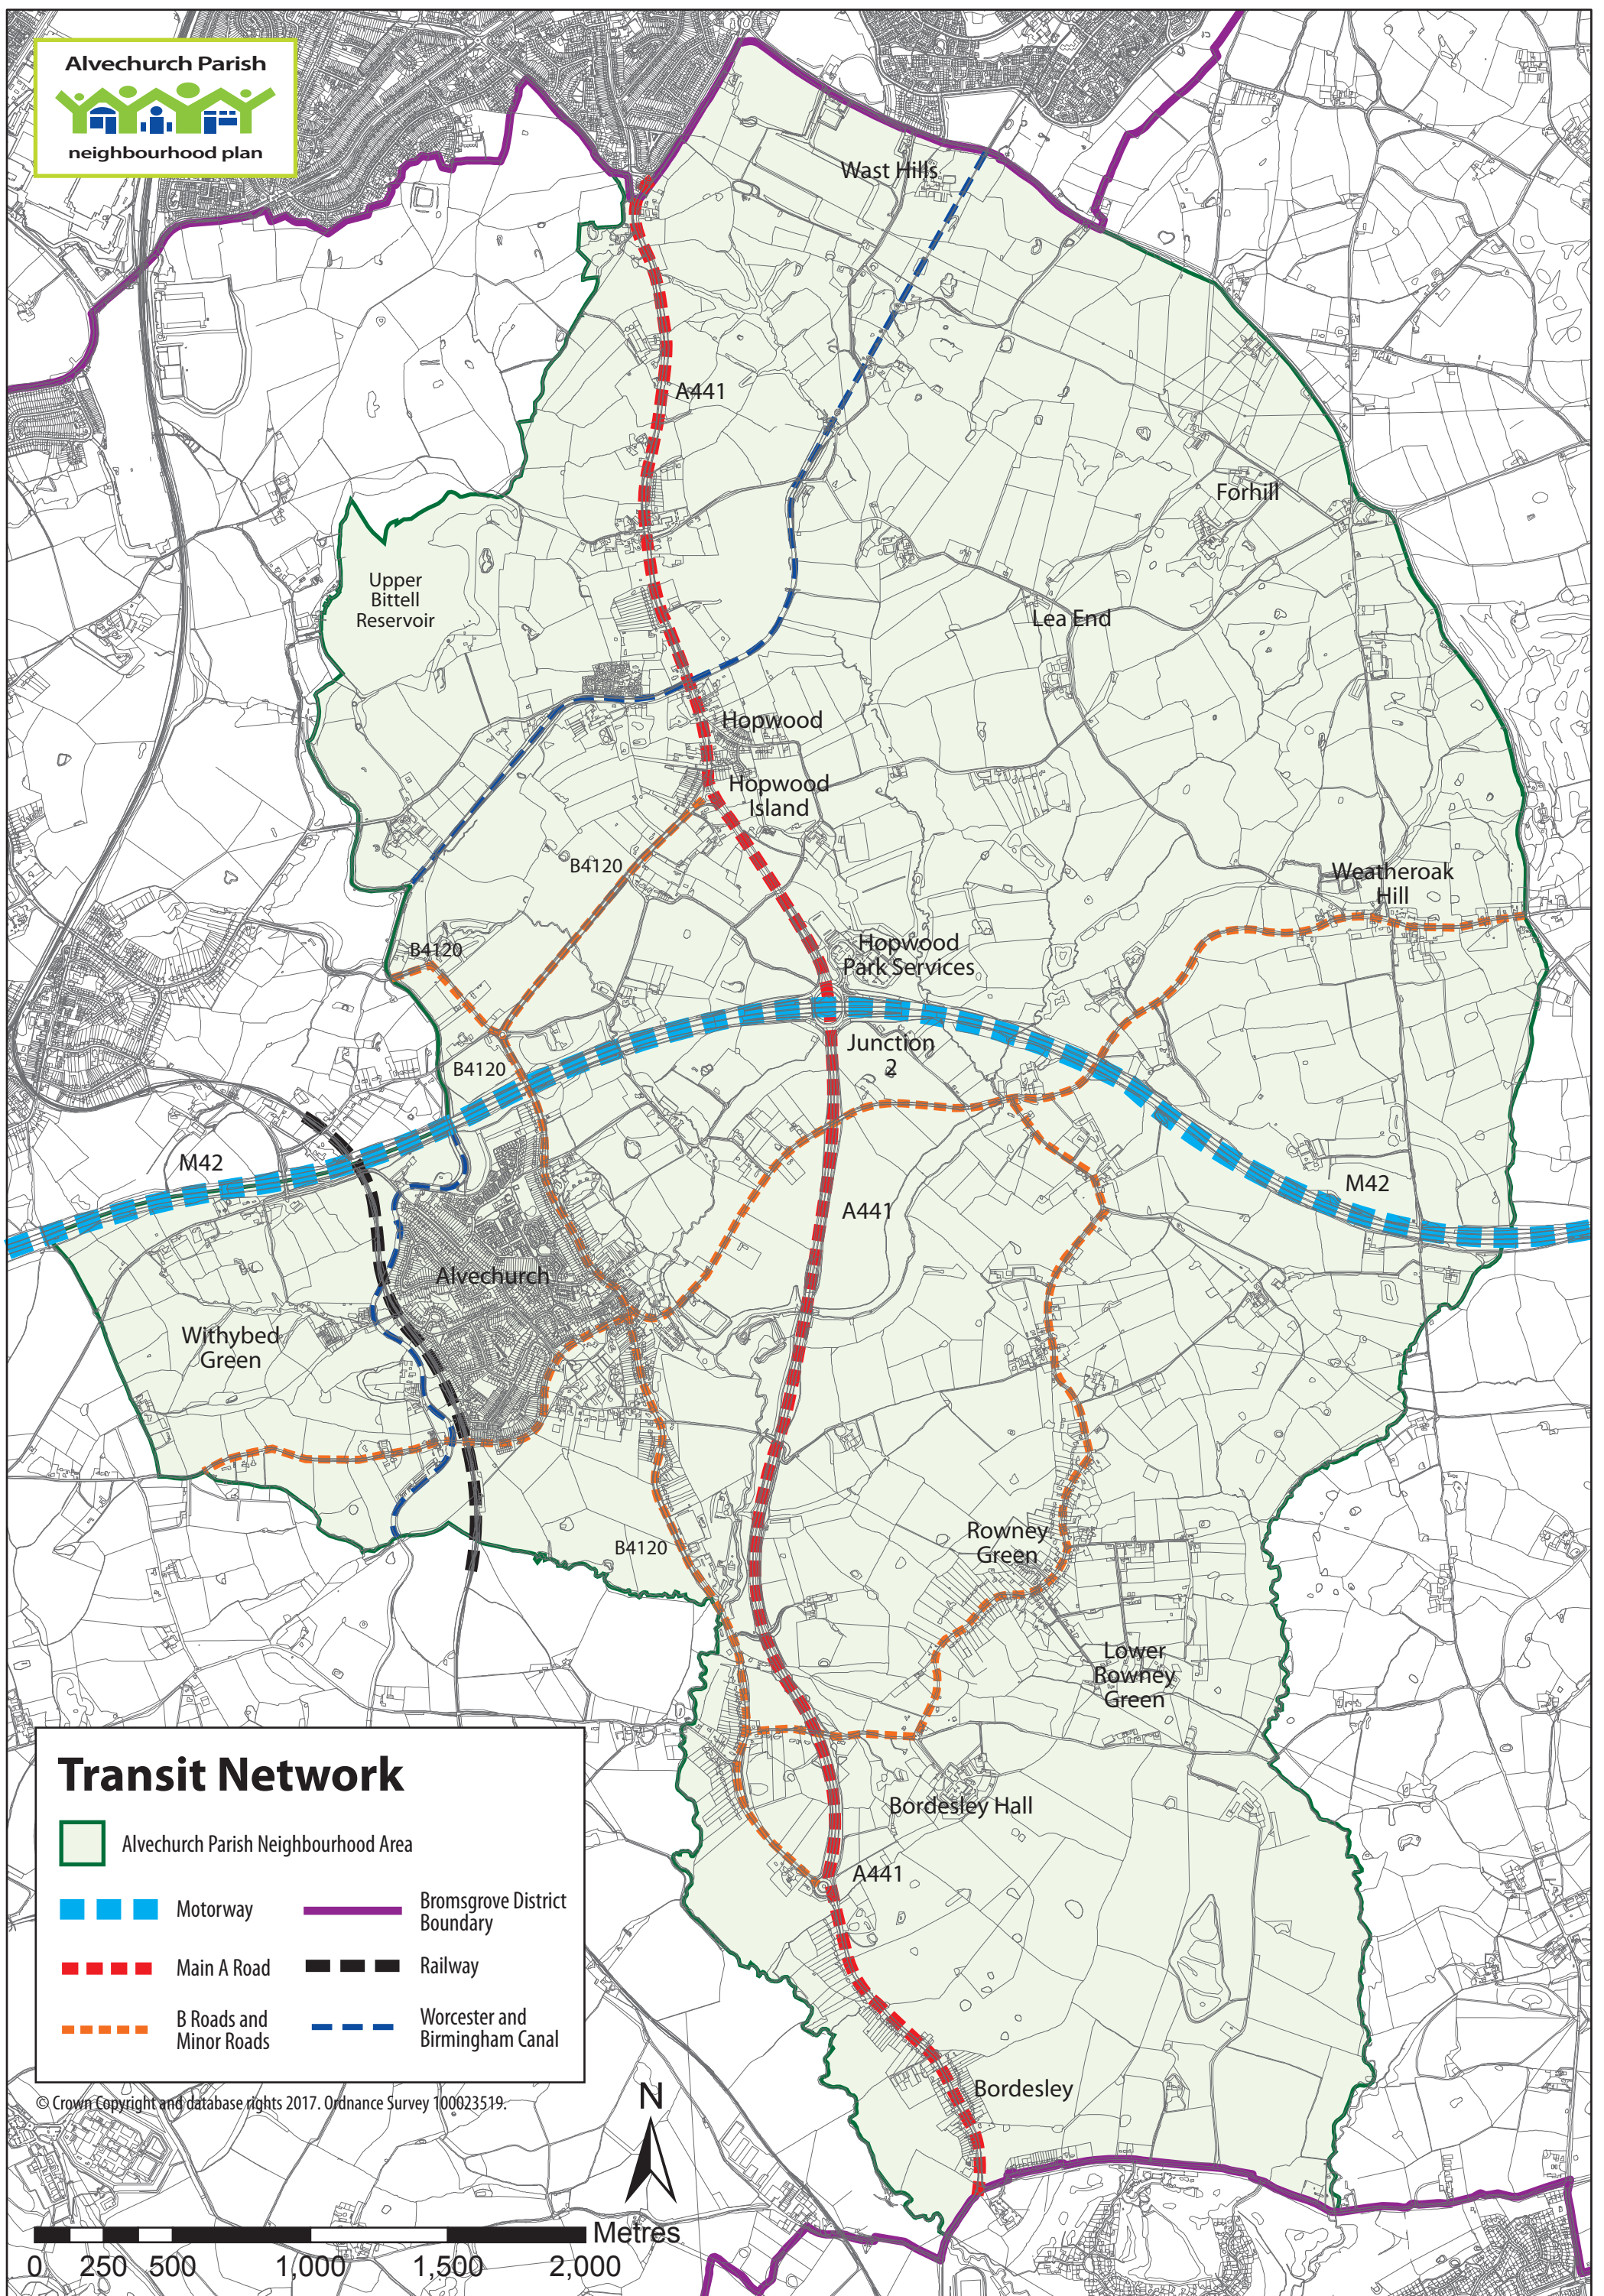 Alvechurch Parish
neighbourhood plan
Wast Hills
A441
Forhill
Upper
Bittell
Reservoir
Lea End
Hopwood
Hopwood
Island
B4120
Weatheroak
Hill
B4120
Hopwood
Park Services
Junction
2
B4120
M42
M42
A441
Alvechurch
Withybed
Green
Rowney
Green
B4120
Lower
Rowney
Green
Bordesley Hall
A441
Bordesley
Transit Network
Alvechurch Parish Neighbourhood Area
Motorway
Bromsgrove District
Boundary
Main A Road
Railway
B Roads and
Minor Roads
Worcester and
Birmingham Canal
© Crown Copyright and database rights 2017. Ordnance Survey 100023519.
N
Metres
0 250 500 1,000 1,500 2,000